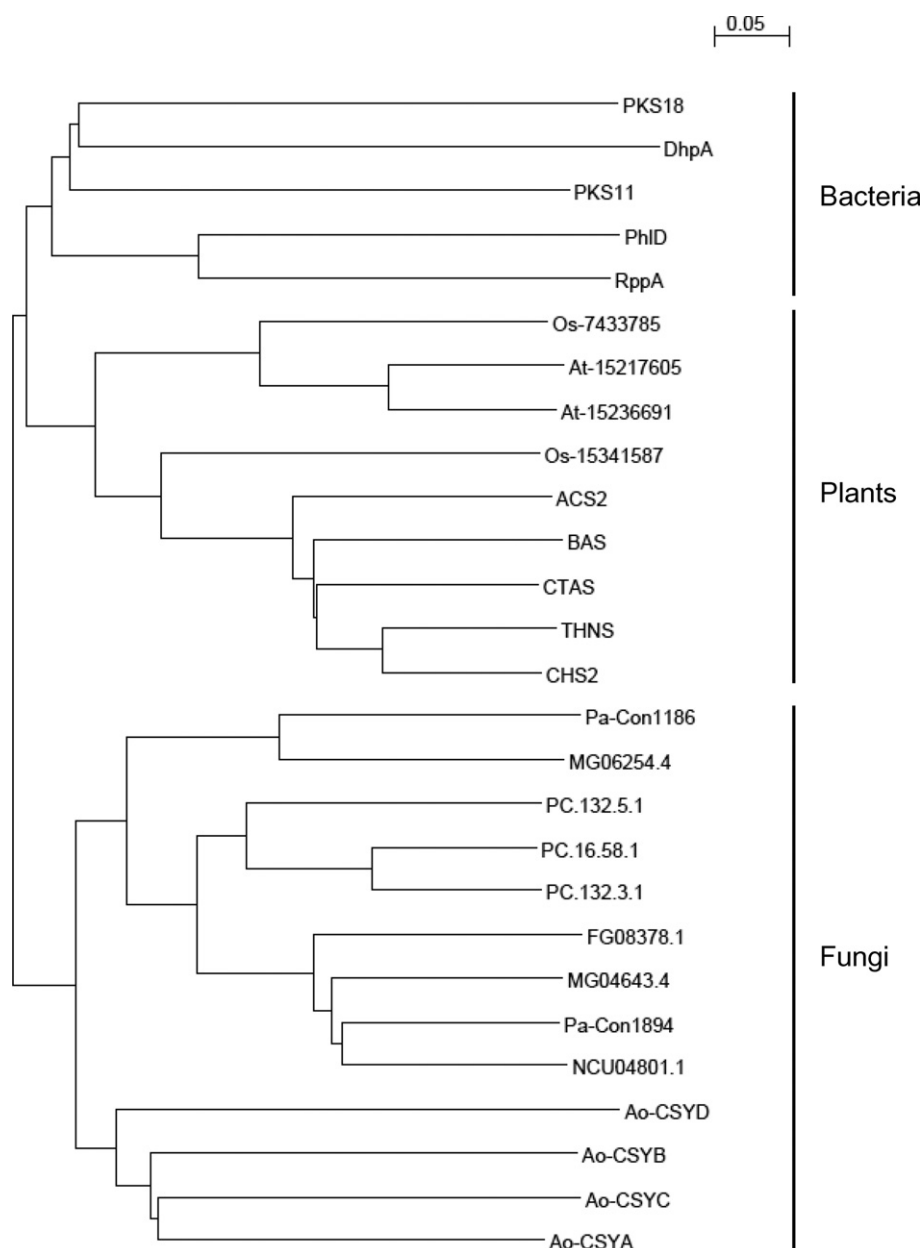 0.05
PKS18
DhpA
PKS11
Bacteria
PhlD
RppA
Os-7433785
At-15217605
At-15236691
Os-15341587
Plants
ACS2
BAS
CTAS
THNS
CHS2
Pa-Con1186
MG06254.4
PC.132.5.1
PC.16.58.1
PC.132.3.1
FG08378.1
Fungi
MG04643.4
Pa-Con1894
NCU04801.1
Ao-CSYD
Ao-CSYB
Ao-CSYC
Ao-CSYA